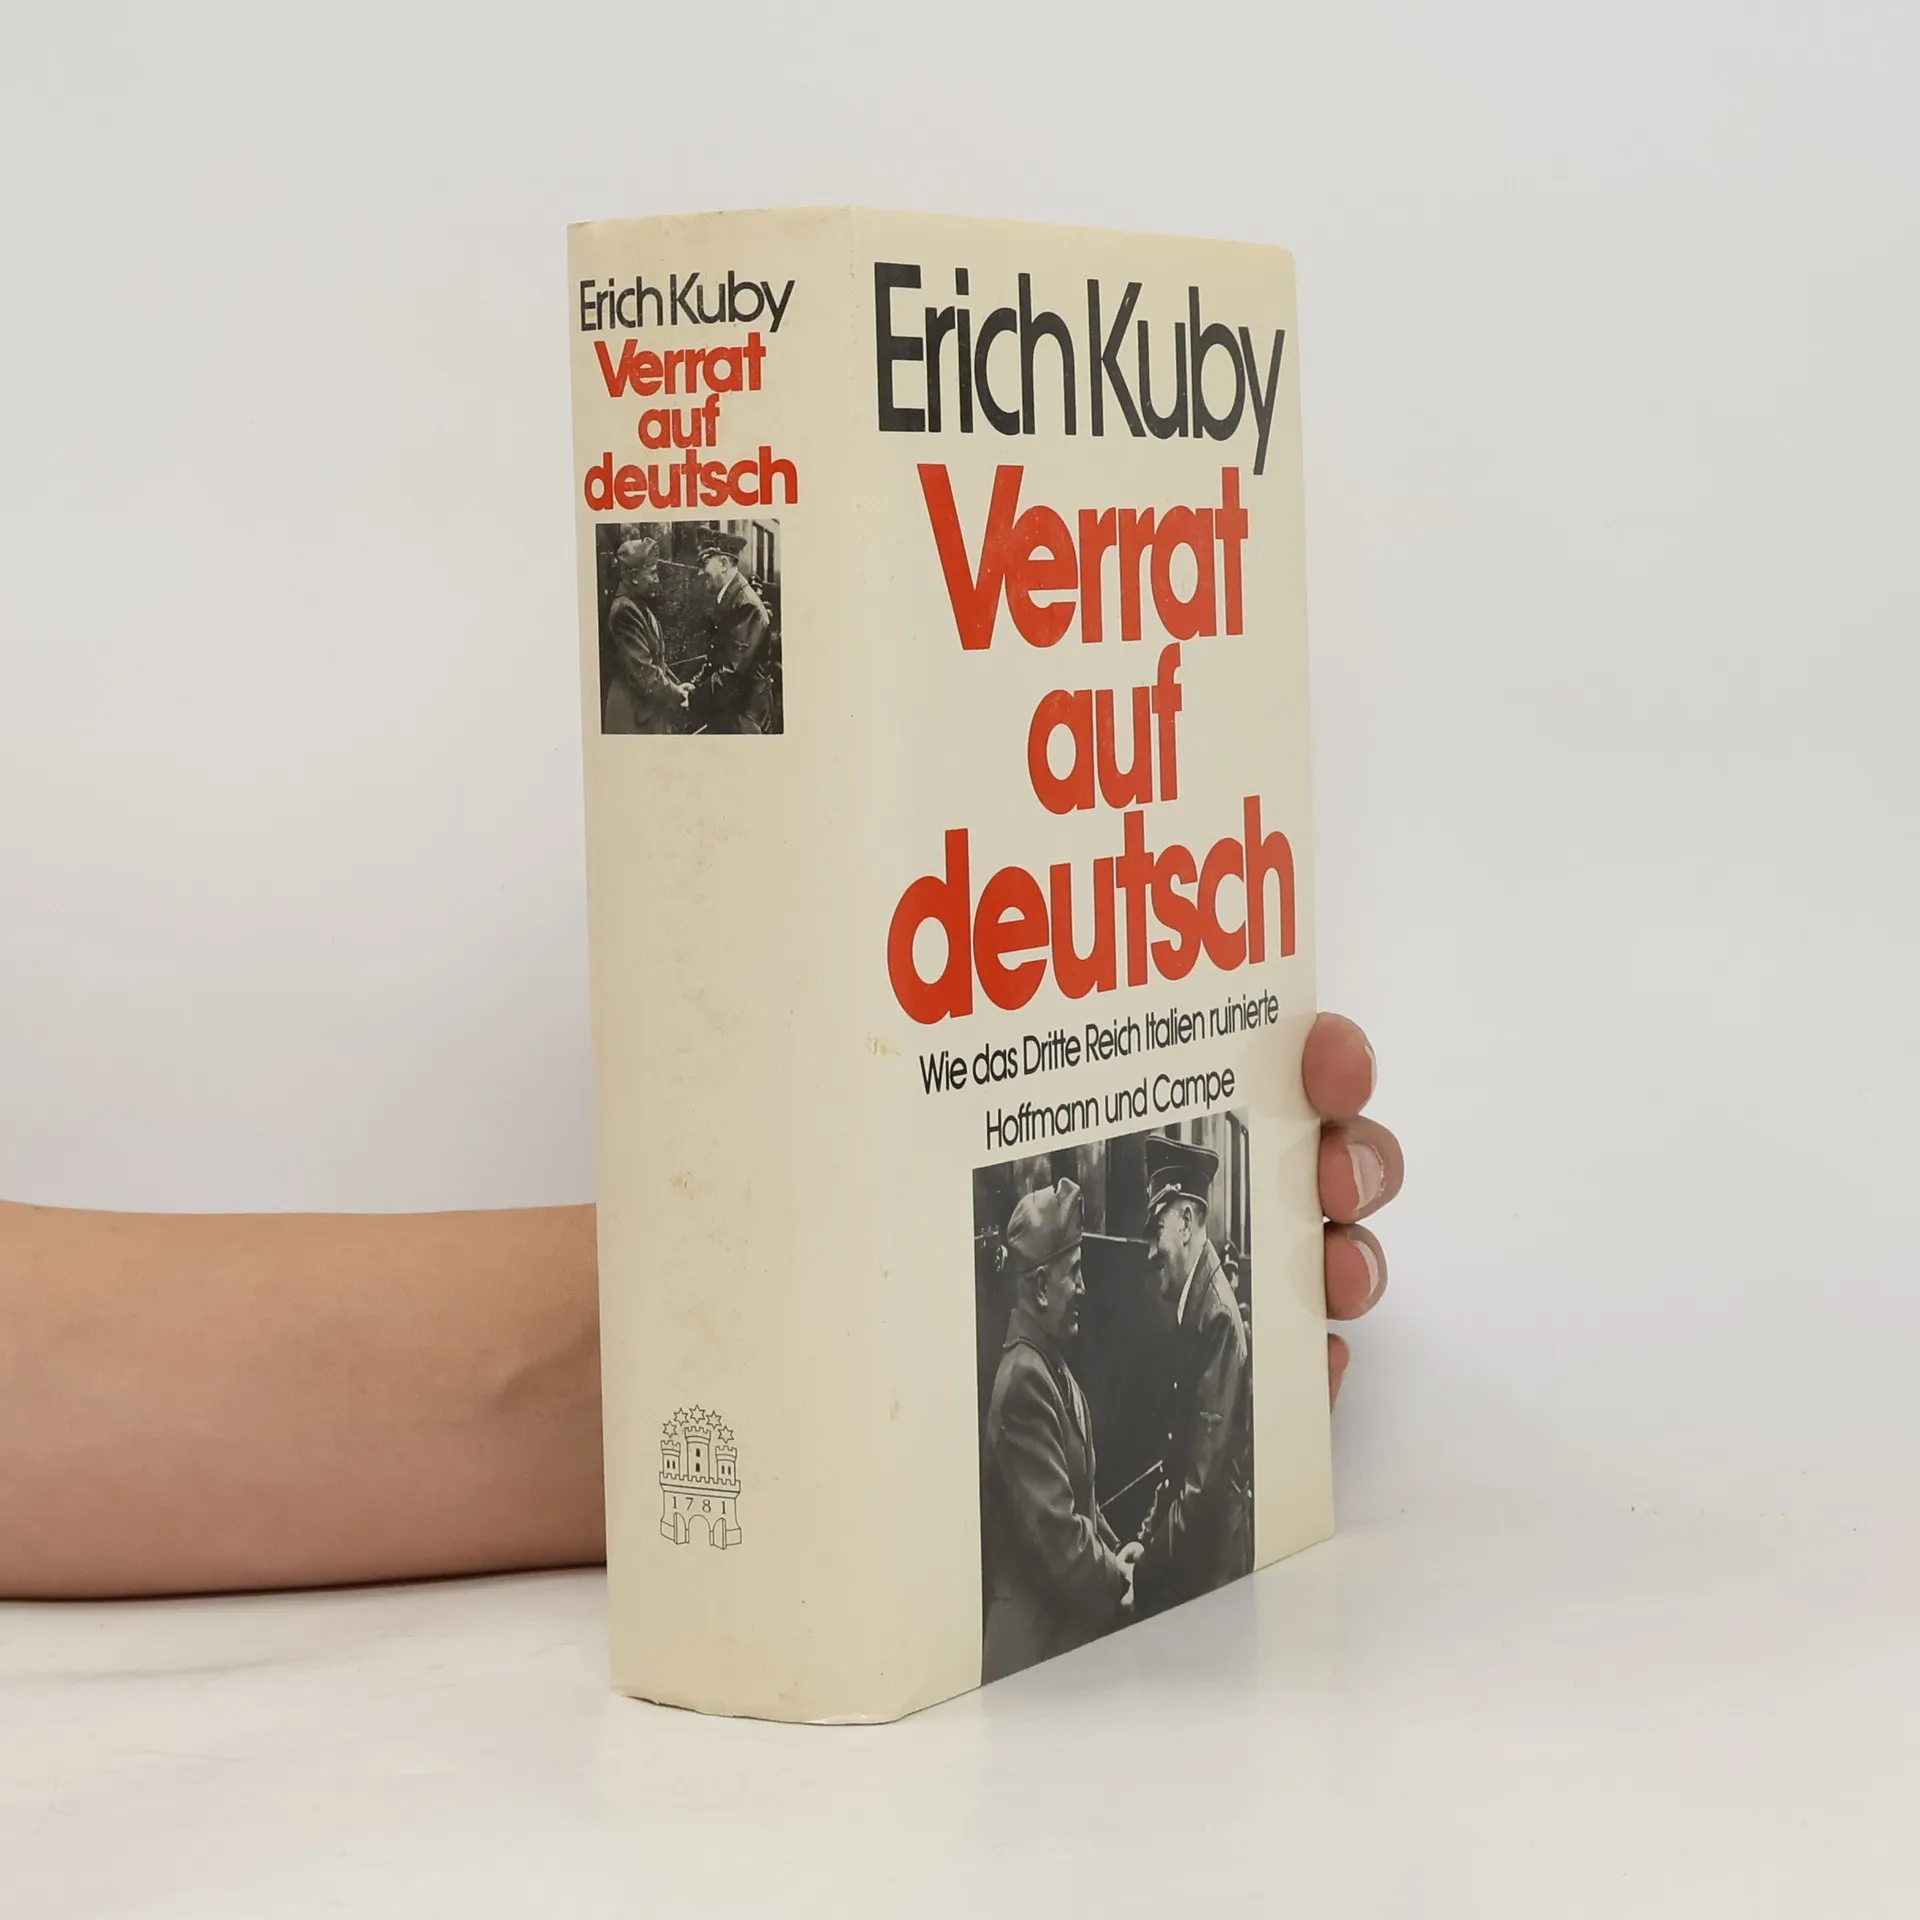 Erich Kuby
Verrat
auf
deutsch
1781
Erich Kuby
Verrat
auf
deutsch
Wie das Dritte Reich Italien ruinierte
Hoffmann und Campe